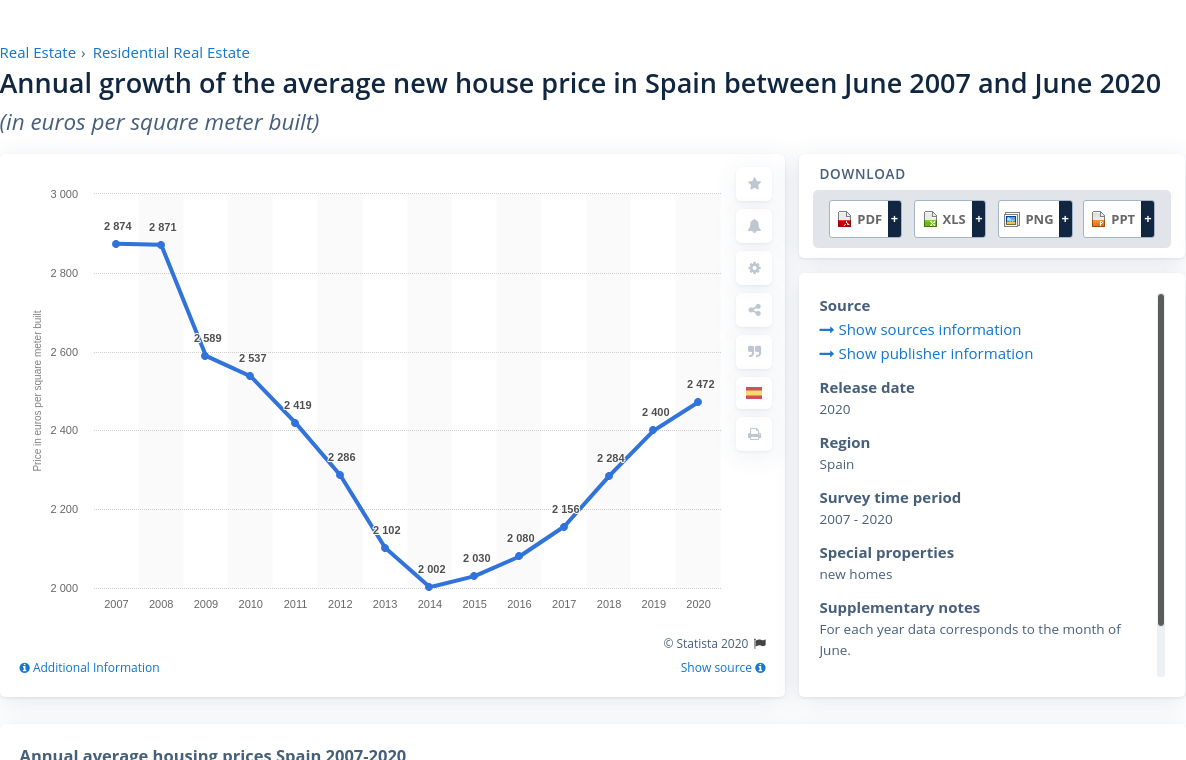 Real Estate › Residential Real Estate
Annual growth of the average new house price in Spain between June 2007 and June 2020
(in euros per square meter built)
3 000
2 800
2 600
2 400
2 200
2 000
Price in euros per square meter built
2 874
2 871
2 589
2 537
2 419
2 286
2 102
2 002
2 030
2 080
2 156
2 284
2 400
2 472
2007 2008 2009 2010 2011 2012 2013 2014 2015 2016 2017 2018 2019 2020
© Statista 2020
Additional Information
Show source
DOWNLOAD
PDF + XLS + PNG + PPT +
Source
Show sources information
Show publisher information
Release date
2020
Region
Spain
Survey time period
2007 - 2020
Special properties
new homes
Supplementary notes
For each year data corresponds to the month of
June.
Annual average housing prices Spain 2007-2020